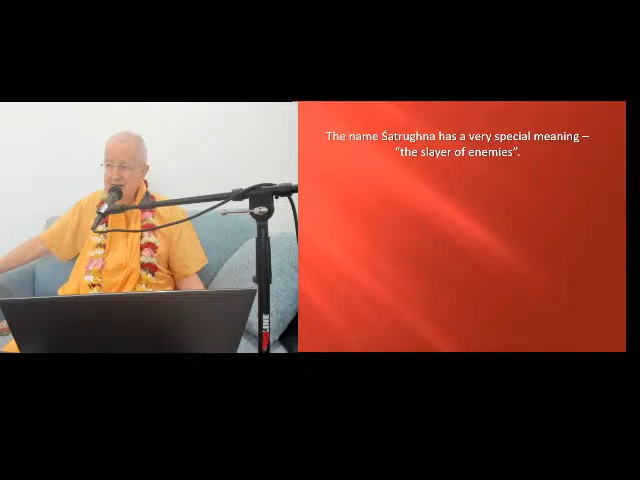 The name Śatrughna has a very special meaning –
“the slayer of enemies”.